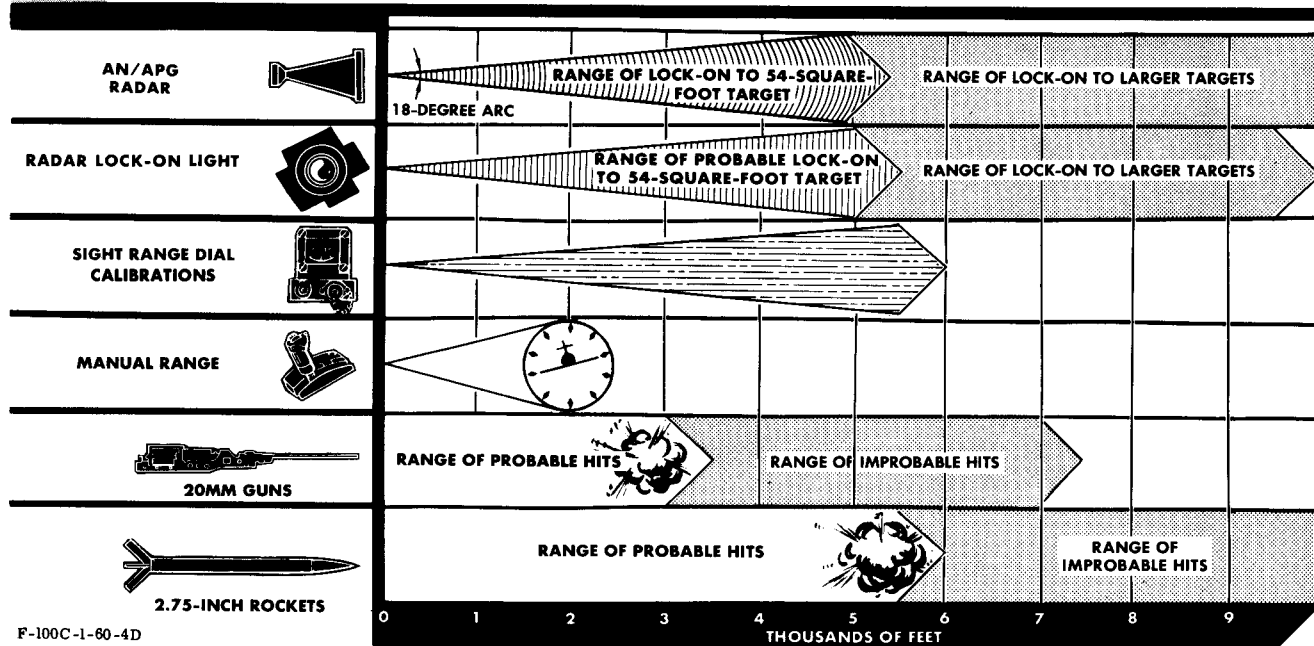 AN/APG
RADAR
18-DEGREE ARC
RANGE OF LOCK-ON TO 54-SQUARE-
FOOT TARGET
RANGE OF LOCK-ON TO LARGER TARGETS
RADAR LOCK-ON LIGHT
RANGE OF PROBABLE LOCK-ON
TO 54-SQUARE-FOOT TARGET
RANGE OF LOCK-ON TO LARGER TARGETS
SIGHT RANGE DIAL
CALIBRATIONS
MANUAL RANGE
20MM GUNS
RANGE OF PROBABLE HITS
RANGE OF IMPROBABLE HITS
2.75-INCH ROCKETS
RANGE OF PROBABLE HITS
RANGE OF
IMPROBABLE HITS
0 1 2 3 4 5 6 7 8 9
THOUSANDS OF FEET
F-100C-1-60-4D